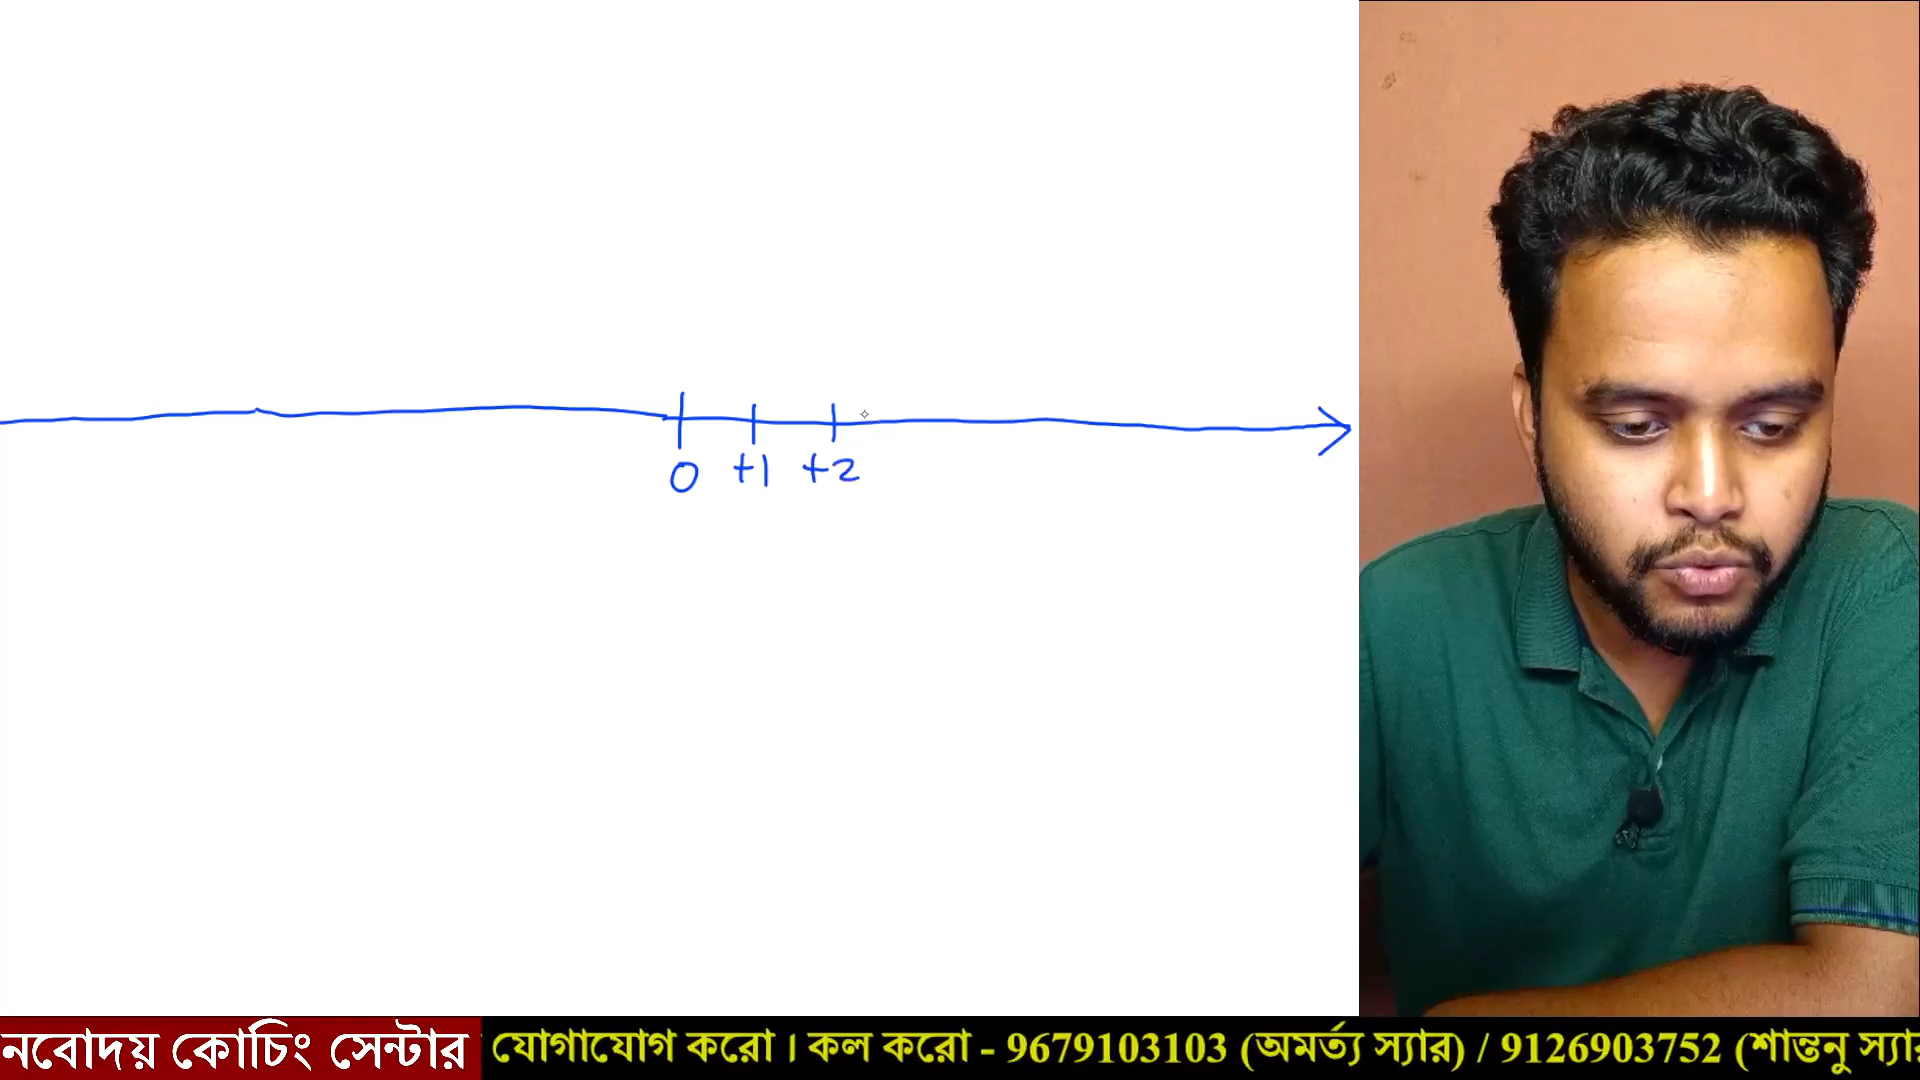 0 +1 +2
নবোদয় কোচিং সেন্টার
যোগাযোগ করো। কল করো - 9679103103 (অমর্ত্য স্যার) / 9126903752 (শান্তনু স্যার